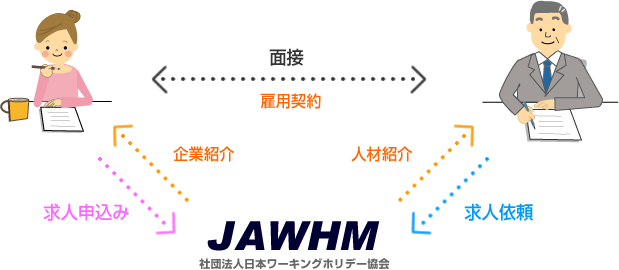 面接
雇用契約
企業紹介
人材紹介
求人申込み
求人依頼
JAWHM
社団法人日本ワーキングホリデー協会